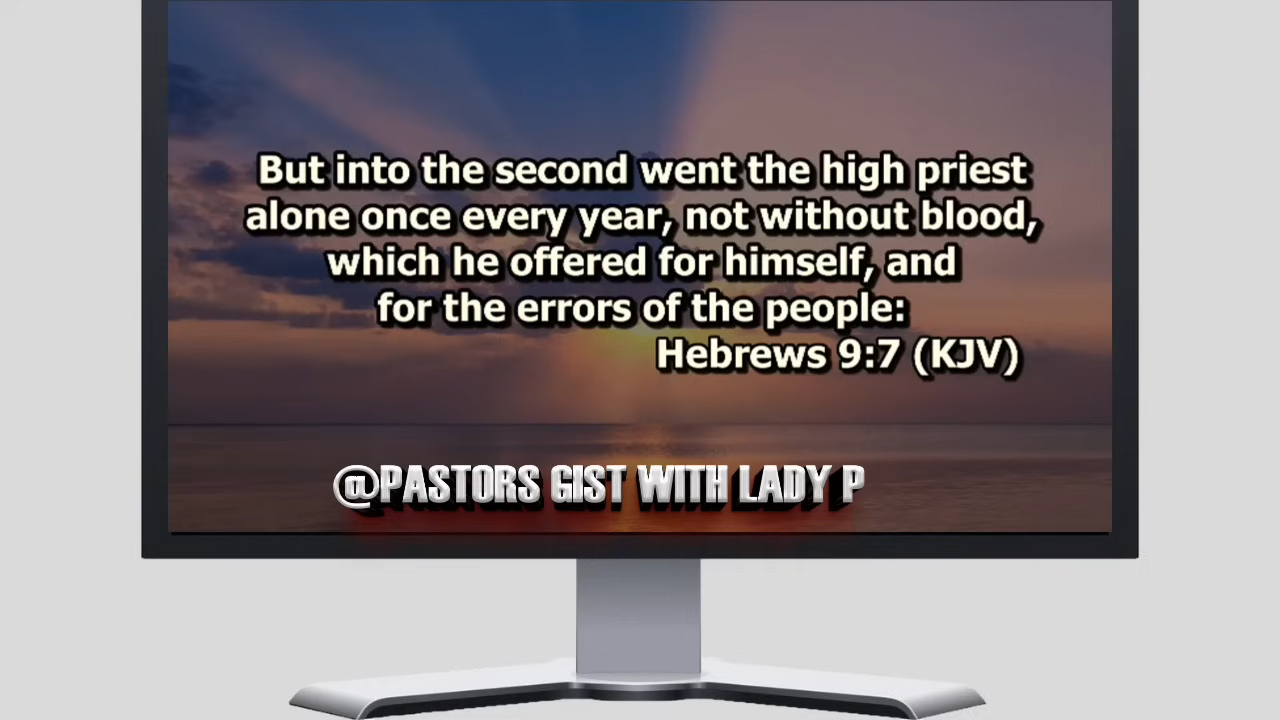 But into the second went the high priest
alone once every year, not without blood,
which he offered for himself, and
for the errors of the people:
Hebrews 9:7 (KJV)
@PASTORS GIST WITH LADY P